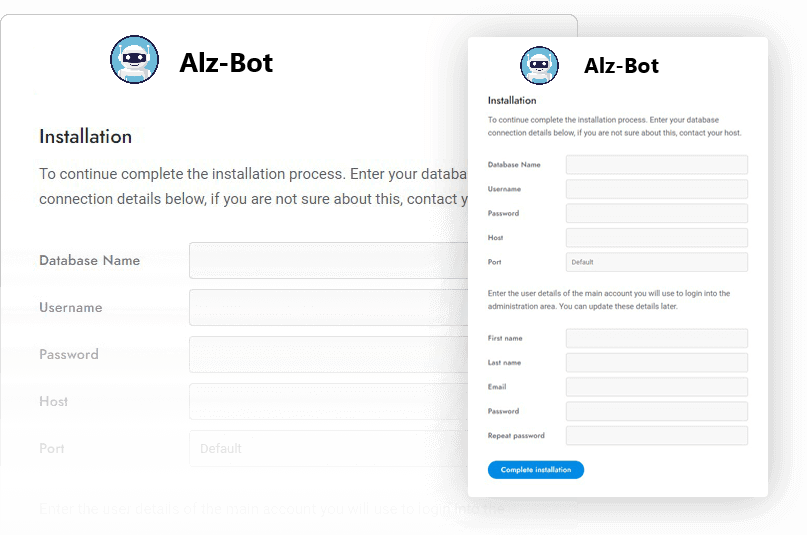 Alz-Bot
Installation
To continue complete the installation process. Enter your databa
connection details below, if you are not sure about this, contact y
Database Name
Username
Password
Host
Port
Default
Enter the user details of the main account you will use to login into the
Alz-Bot
Installation
To continue complete the installation process. Enter your database
connection details below, if you are not sure about this, contact your host.
Database Name
Username
Password
Host
Port
Default
Enter the user details of the main account you will use to login into the
administration area. You can update these details later.
First name
Last name
Email
Password
Repeat password
Complete installation